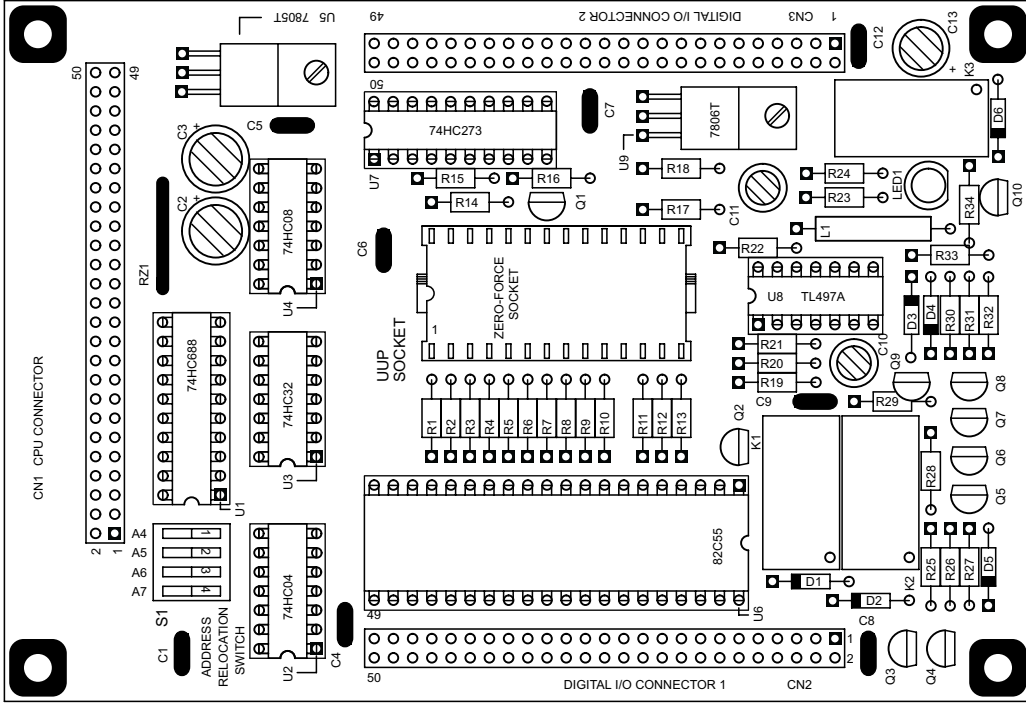 U5 7805T
49
DIGITAL I/O CONNECTOR 2
CN3
1
C12
C13
+
K3
D6
50
49
C5
C3
+
C2
+
RZ1
50
74HC273
U7
C7
7806T
U9
R15
R16
R14
Q1
R18
R17
C11
R24
R23
LED1
L1
R34
Q10
R33
R22
74HC08
U4
C6
ZERO-FORCE
SOCKET
1
UUP
SOCKET
U8 TL497A
D3
D4
R30
R31
R32
R21
R20
R19
C10
C9
Q9
R29
Q8
Q7
Q6
Q5
CN1 CPU CONNECTOR
74HC688
U1
74HC32
U3
R1
R2
R3
R4
R5
R6
R7
R8
R9
R10
R11
R12
R13
Q2
K1
K2
R28
82C55
U6
2
1
A4
A5
A6
A7
1
2
3
4
S1
ADDRESS
RELOCATION
SWITCH
C1
74HC04
U2
C4
D1
D2
C8
R25
R26
R27
D5
49
50
1
2
DIGITAL I/O CONNECTOR 1
CN2
Q3
Q4